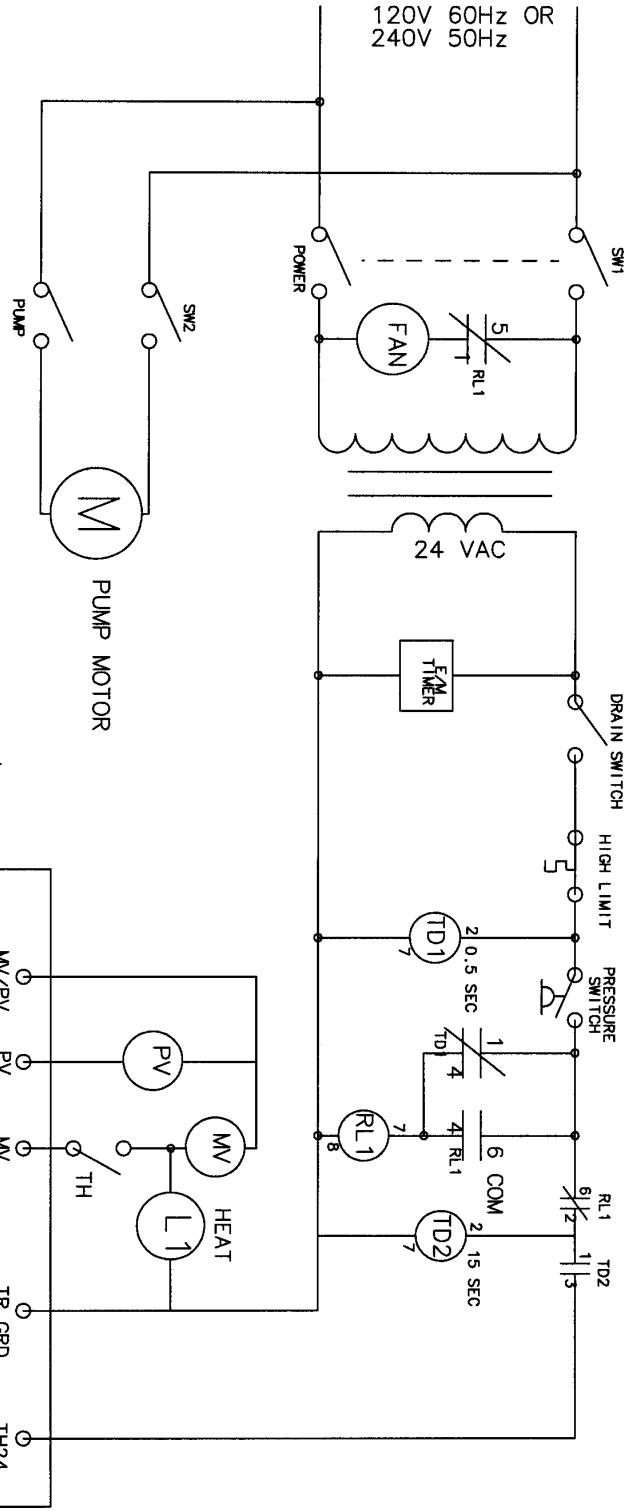 120V 60Hz OR
240V 50Hz
SW1
POWER
5
RL1
FAN
SW2
PUMP
M
PUMP MOTOR
24 VAC
E/M
TIMER
DRAIN SWITCH
HIGH LIMIT
TD1
2 0.5 SEC
7
PRESSURE
SWITCH
1
TD1 4
6 COM
4
RL1
7
RL1
8
RL1
6
2
TD2
1
3
TD2
2 15 SEC
7
MV/PV
PV
PV
MV
MV
TH
L1
HEAT
TR GRD
TH24